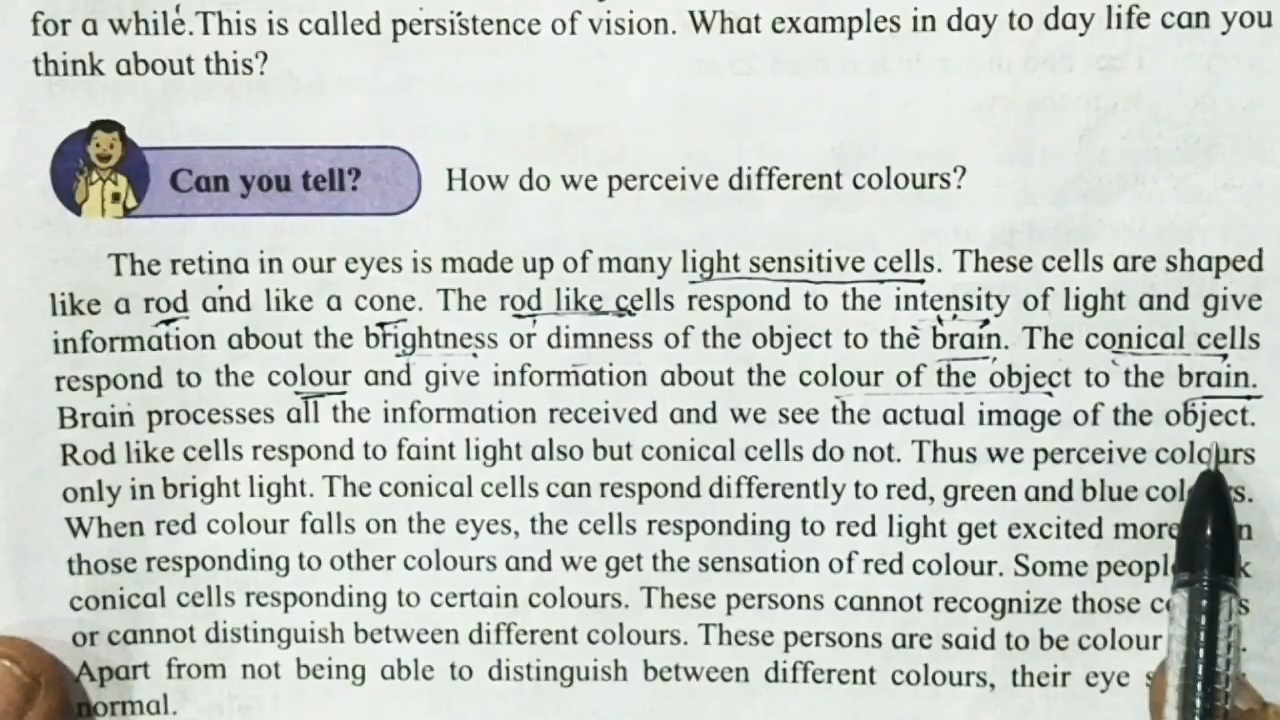 for a while. This is called persistence of vision. What examples in day to day life can you
think about this?
Can you tell? How do we perceive different colours?
The retina in our eyes is made up of many light sensitive cells. These cells are shaped
like a rod and like a cone. The rod like cells respond to the intensity of light and give
information about the brightness or dimness of the object to the brain. The conical cells
respond to the colour and give information about the colour of the object to the brain.
Brain processes all the information received and we see the actual image of the object.
Rod like cells respond to faint light also but conical cells do not. Thus we perceive colours
only in bright light. The conical cells can respond differently to red, green and blue
When red colour falls on the eyes, the cells responding to red light get excited more
those responding to other colours and we get the sensation of red colour. Some
conical cells responding to certain colours. These persons cannot recognize those
or cannot distinguish between different colours. These persons are said to be colour
Apart from not being able to distinguish between different colours, their eye
normal.